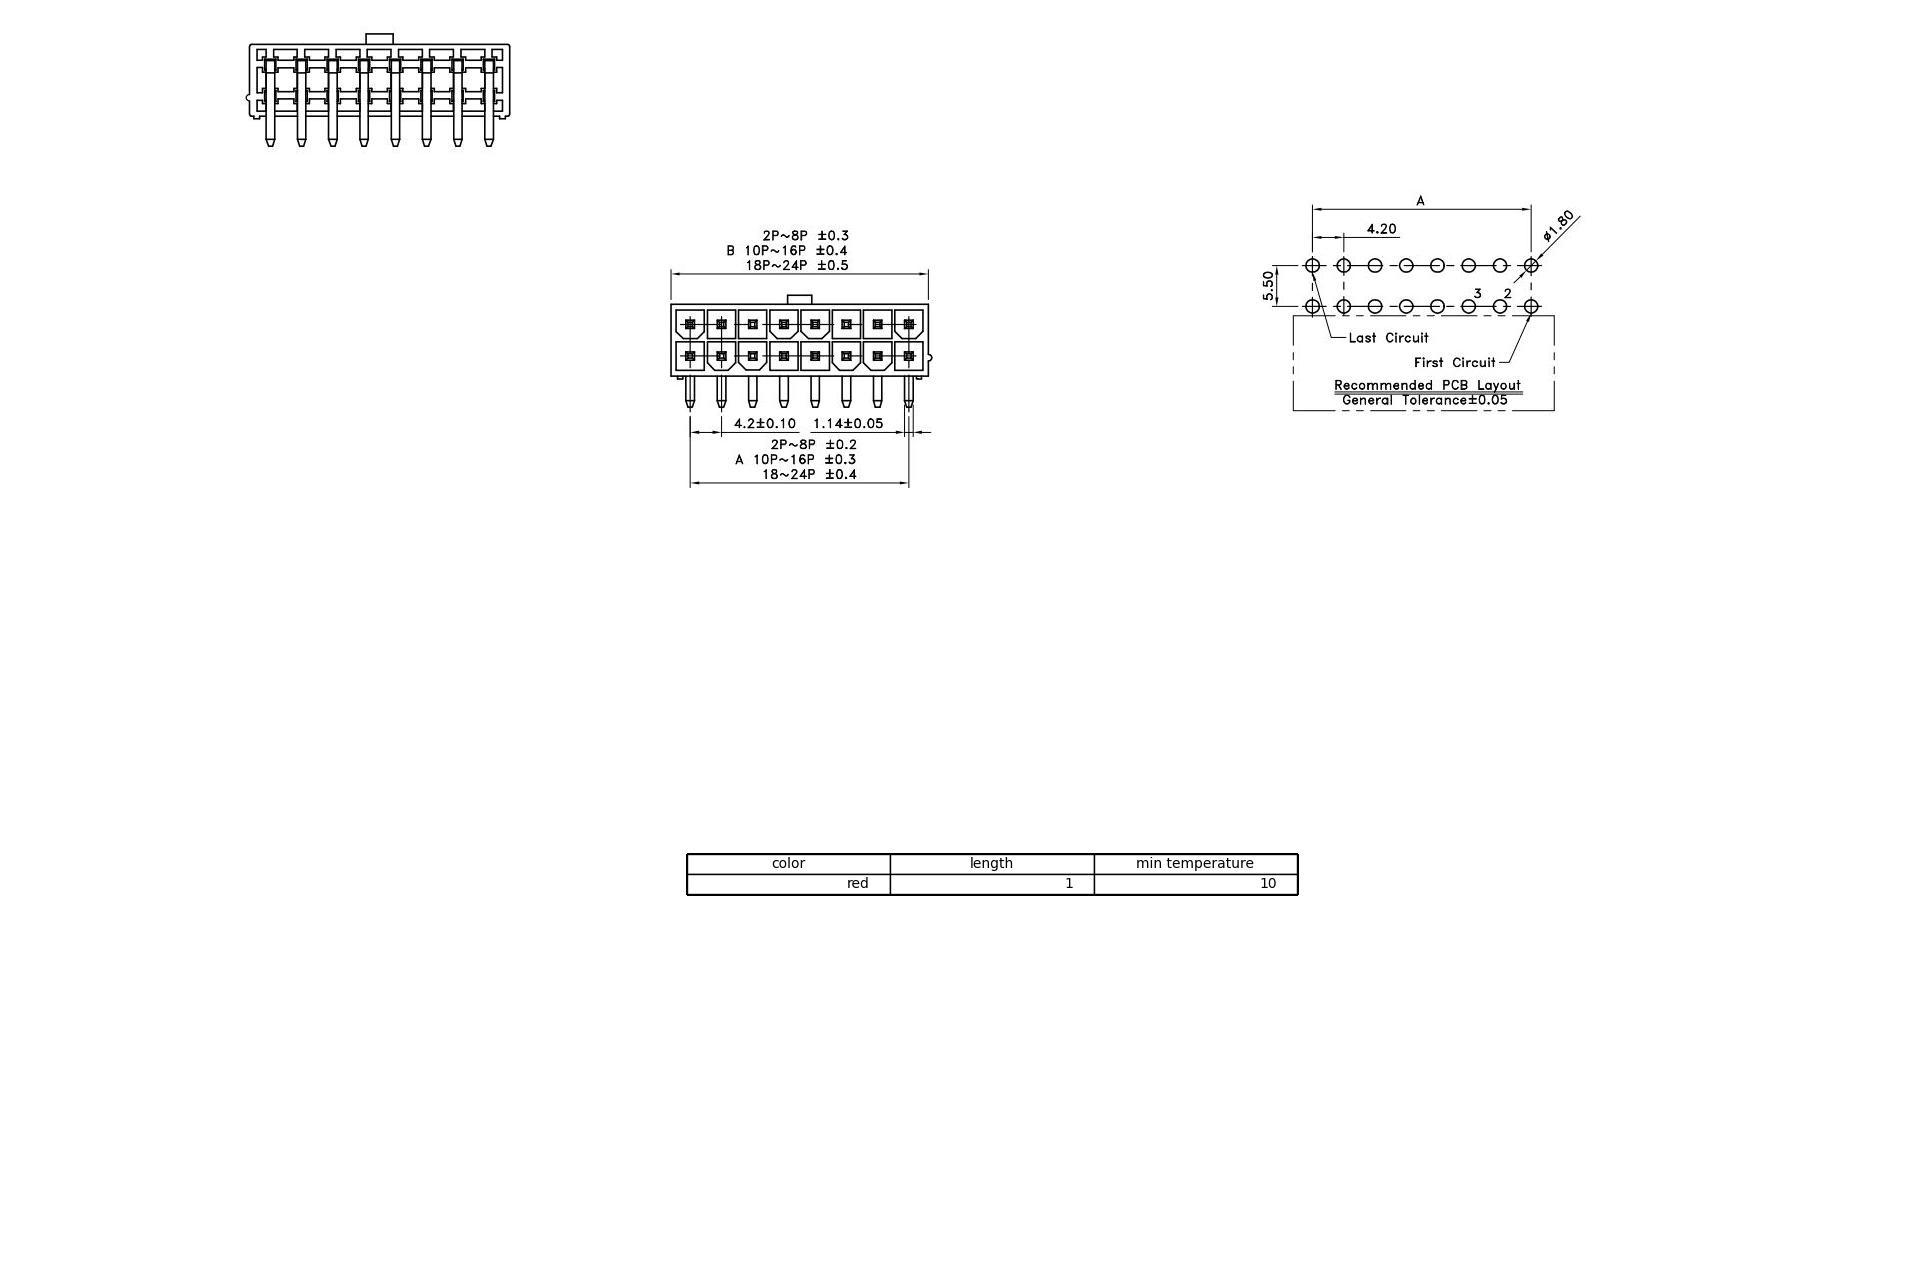 2P~8P ±0.3
B 10P~16P ±0.4
18P~24P ±0.5
4.2±0.10 1.14±0.05
2P~8P ±0.2
A 10P~16P ±0.3
18~24P ±0.4
A
4.20
ø1.80
5.50
3 2
Last Circuit
First Circuit
Recommended PCB Layout
General Tolerance±0.05
color length min temperature
red 1 10